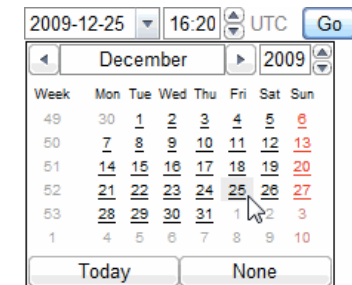 2009-12-25 16:20 UTC Go
December 2009
Week Mon Tue Wed Thu Fri Sat Sun
49 30 1 2 3 4 5 6
50 7 8 9 10 11 12 13
51 14 15 16 17 18 19 20
52 21 22 23 24 25 26 27
53 28 29 30 31 1 2 3
1 4 5 6 7 8 9 10
Today None